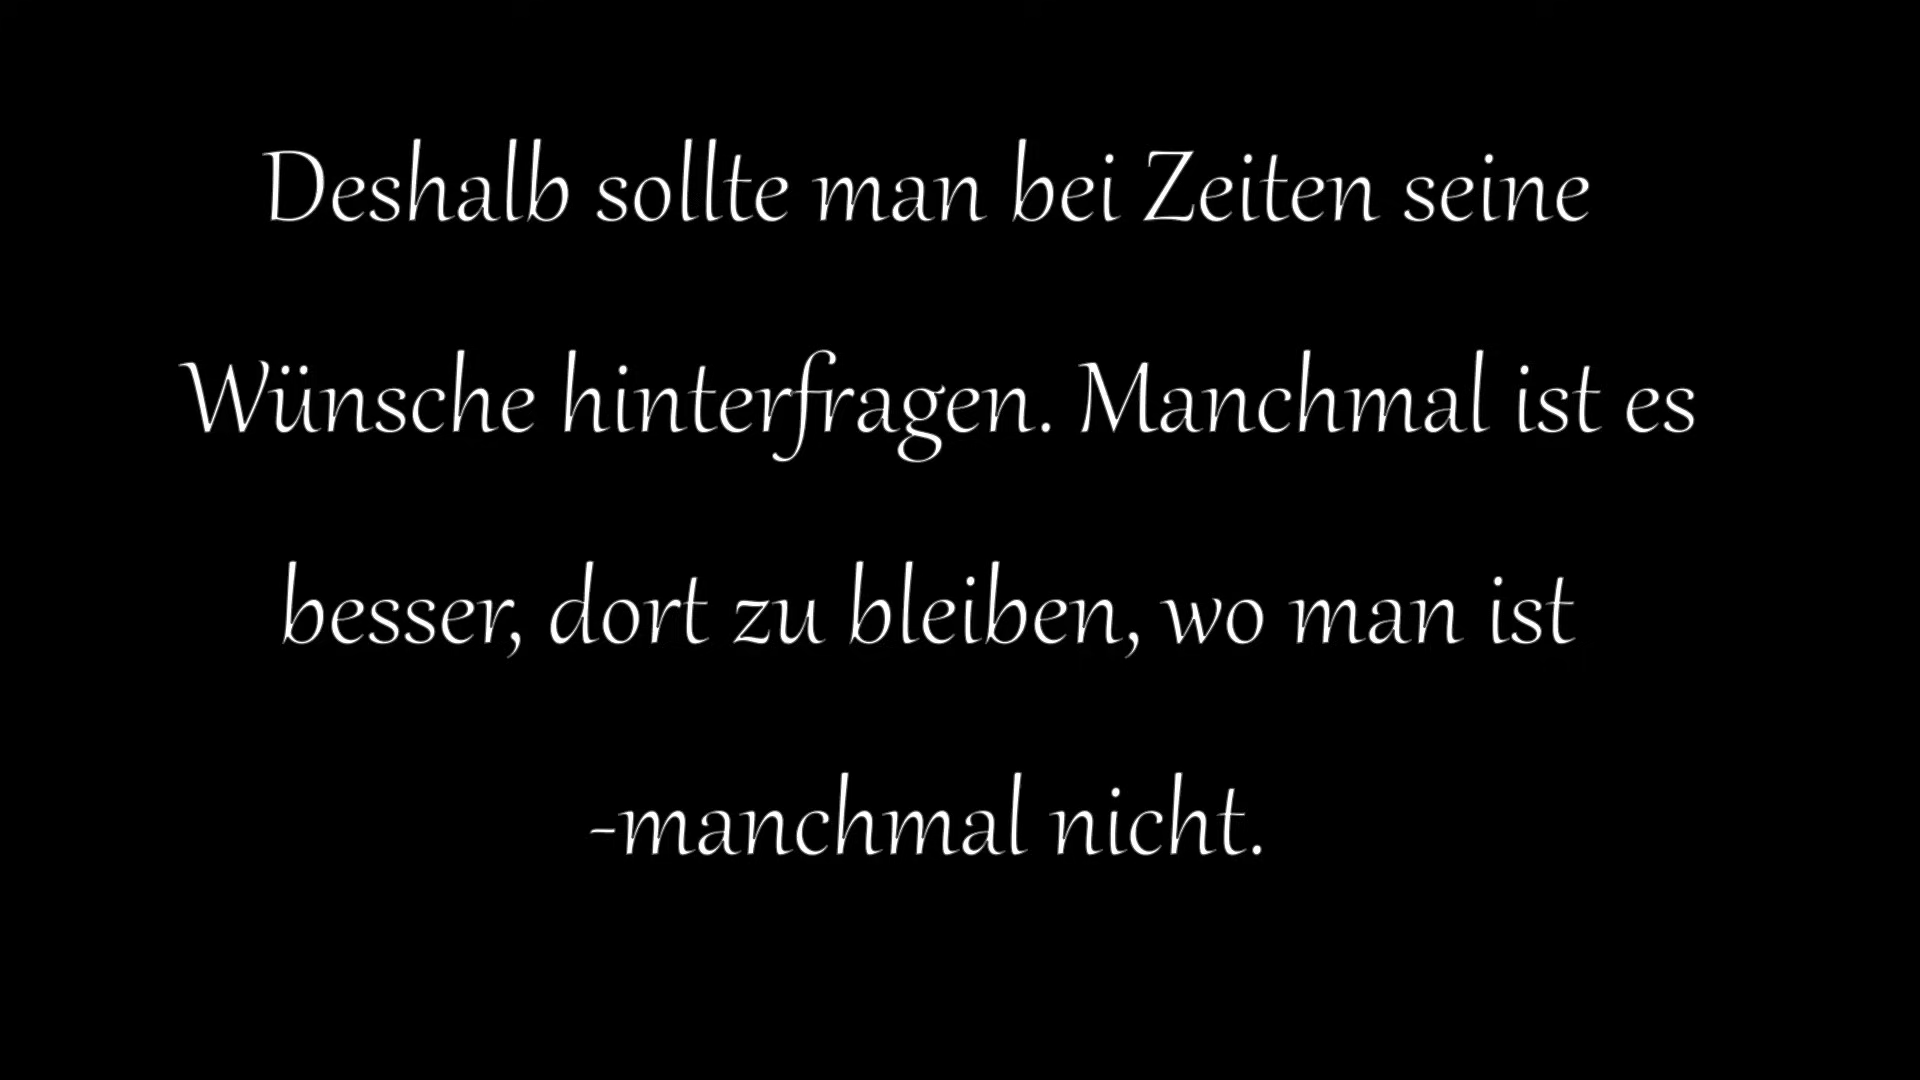 Deshalb sollte man bei Zeiten seine
Wünsche hinterfragen. Manchmal ist es
besser, dort zu bleiben, wo man ist
-manchmal nicht.